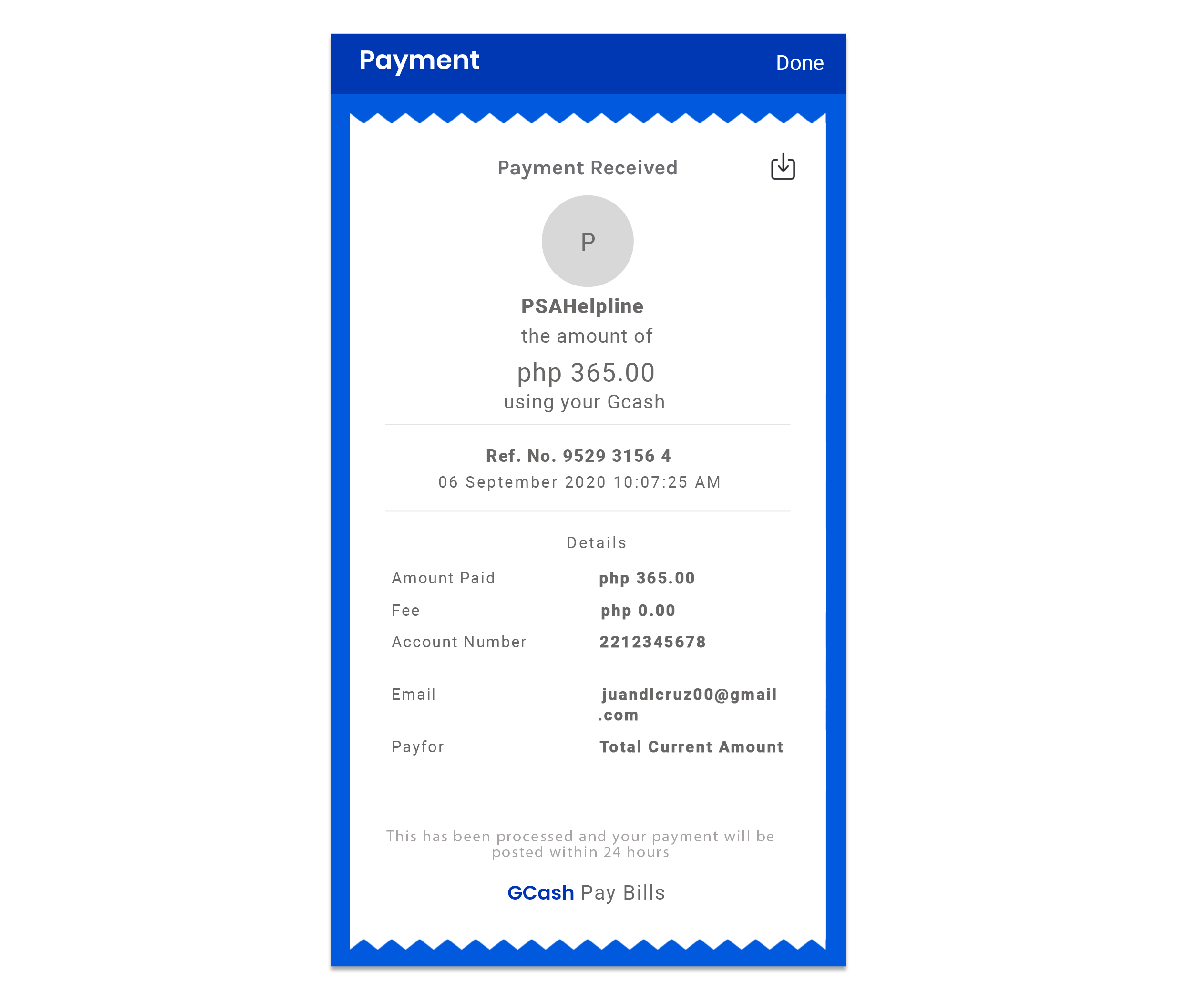 Payment
Done
Payment Received
P
PSAHelpline
the amount of
php 365.00
using your Gcash
Ref. No. 9529 3156 4
06 September 2020 10:07:25 AM
Details
Amount Paid php 365.00
Fee php 0.00
Account Number 2212345678
Email juandlcruz00@gmail
.com
Payfor Total Current Amount
This has been processed and your payment will be
posted within 24 hours
GCash Pay Bills